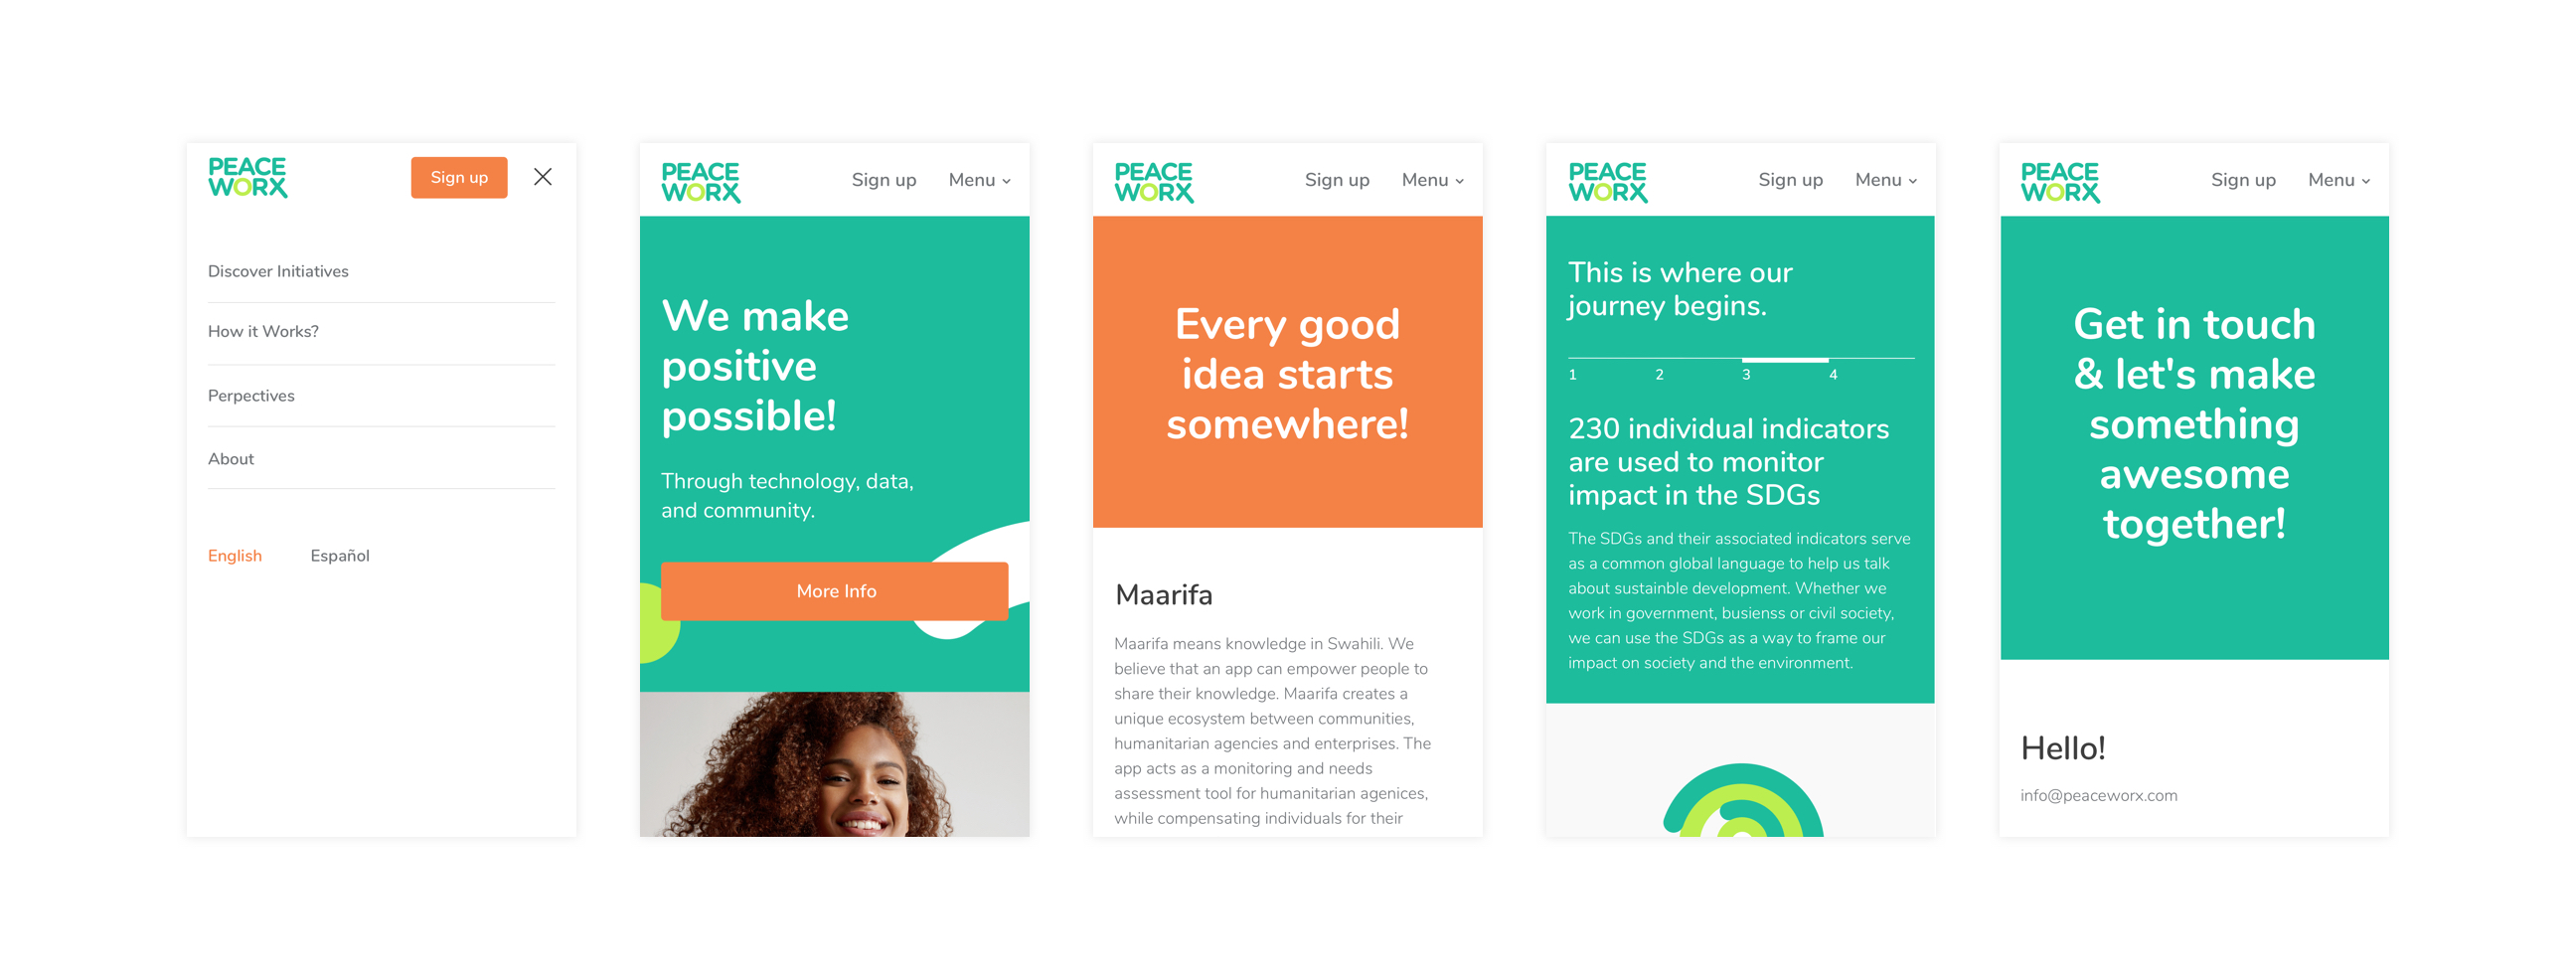 PEACE
WORX
Sign up
Discover Initiatives
How it Works?
Perpectives
About
English
Español
PEACE
WORX
Sign up
Menu
We make
positive
possible!
Through technology, data,
and community.
More Info
PEACE
WORX
Sign up
Menu
Every good
idea starts
somewhere!
Maarifa
Maarifa means knowledge in Swahili. We
believe that an app can empower people to
share their knowledge. Maarifa creates a
unique ecosystem between communities,
humanitarian agencies and enterprises. The
app acts as a monitoring and needs
assessment tool for humanitarian agenices,
while compensating individuals for their
PEACE
WORX
Sign up
Menu
This is where our
journey begins.
1 2 3 4
230 individual indicators
are used to monitor
impact in the SDGs
The SDGs and their associated indicators serve
as a common global language to help us talk
about sustainble development. Whether we
work in government, busienss or civil society,
we can use the SDGs as a way to frame our
impact on society and the environment.
PEACE
WORX
Sign up
Menu
Get in touch
& let's make
something
awesome
together!
Hello!
info@peaceworx.com